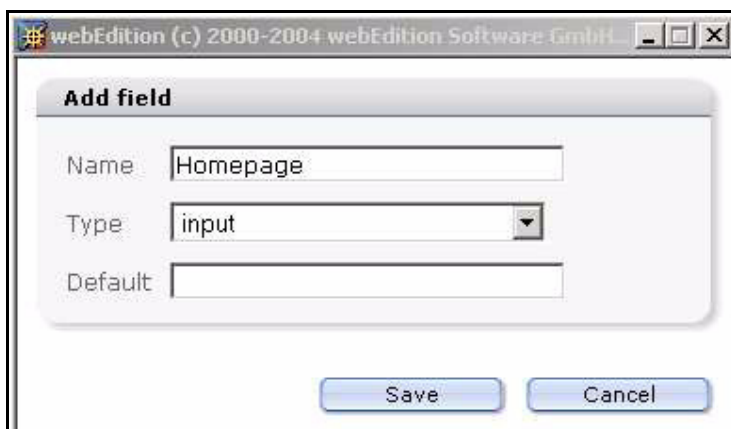 webEdition (c) 2000-2004 webEdition Software GmbH...
Add field
Name Homepage
Type input
Default
Save Cancel